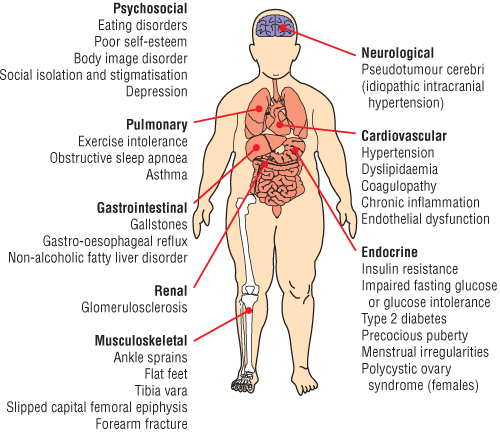 Psychosocial
Eating disorders
Poor self-esteem
Body image disorder
Social isolation and stigmatisation
Depression
Pulmonary
Exercise intolerance
Obstructive sleep apnoea
Asthma
Gastrointestinal
Gallstones
Gastro-oesophageal reflux
Non-alcoholic fatty liver disorder
Renal
Glomerulosclerosis
Musculoskeletal
Ankle sprains
Flat feet
Tibia vara
Slipped capital femoral epiphysis
Forearm fracture
Neurological
Pseudotumour cerebri
(idiopathic intracranial
hypertension)
Cardiovascular
Hypertension
Dyslipidaemia
Coagulopathy
Chronic inflammation
Endothelial dysfunction
Endocrine
Insulin resistance
Impaired fasting glucose
or glucose intolerance
Type 2 diabetes
Precocious puberty
Menstrual irregularities
Polycystic ovary
syndrome (females)